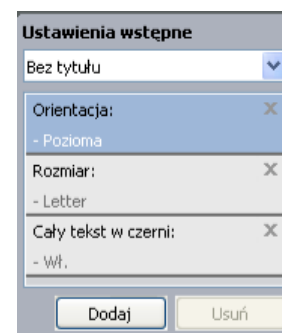 Ustawienia wstępne
Bez tytułu
Orientacja:
- Pozioma
Rozmiar:
- Letter
Cały tekst w czerni:
- Wł.
Dodaj
Usuń